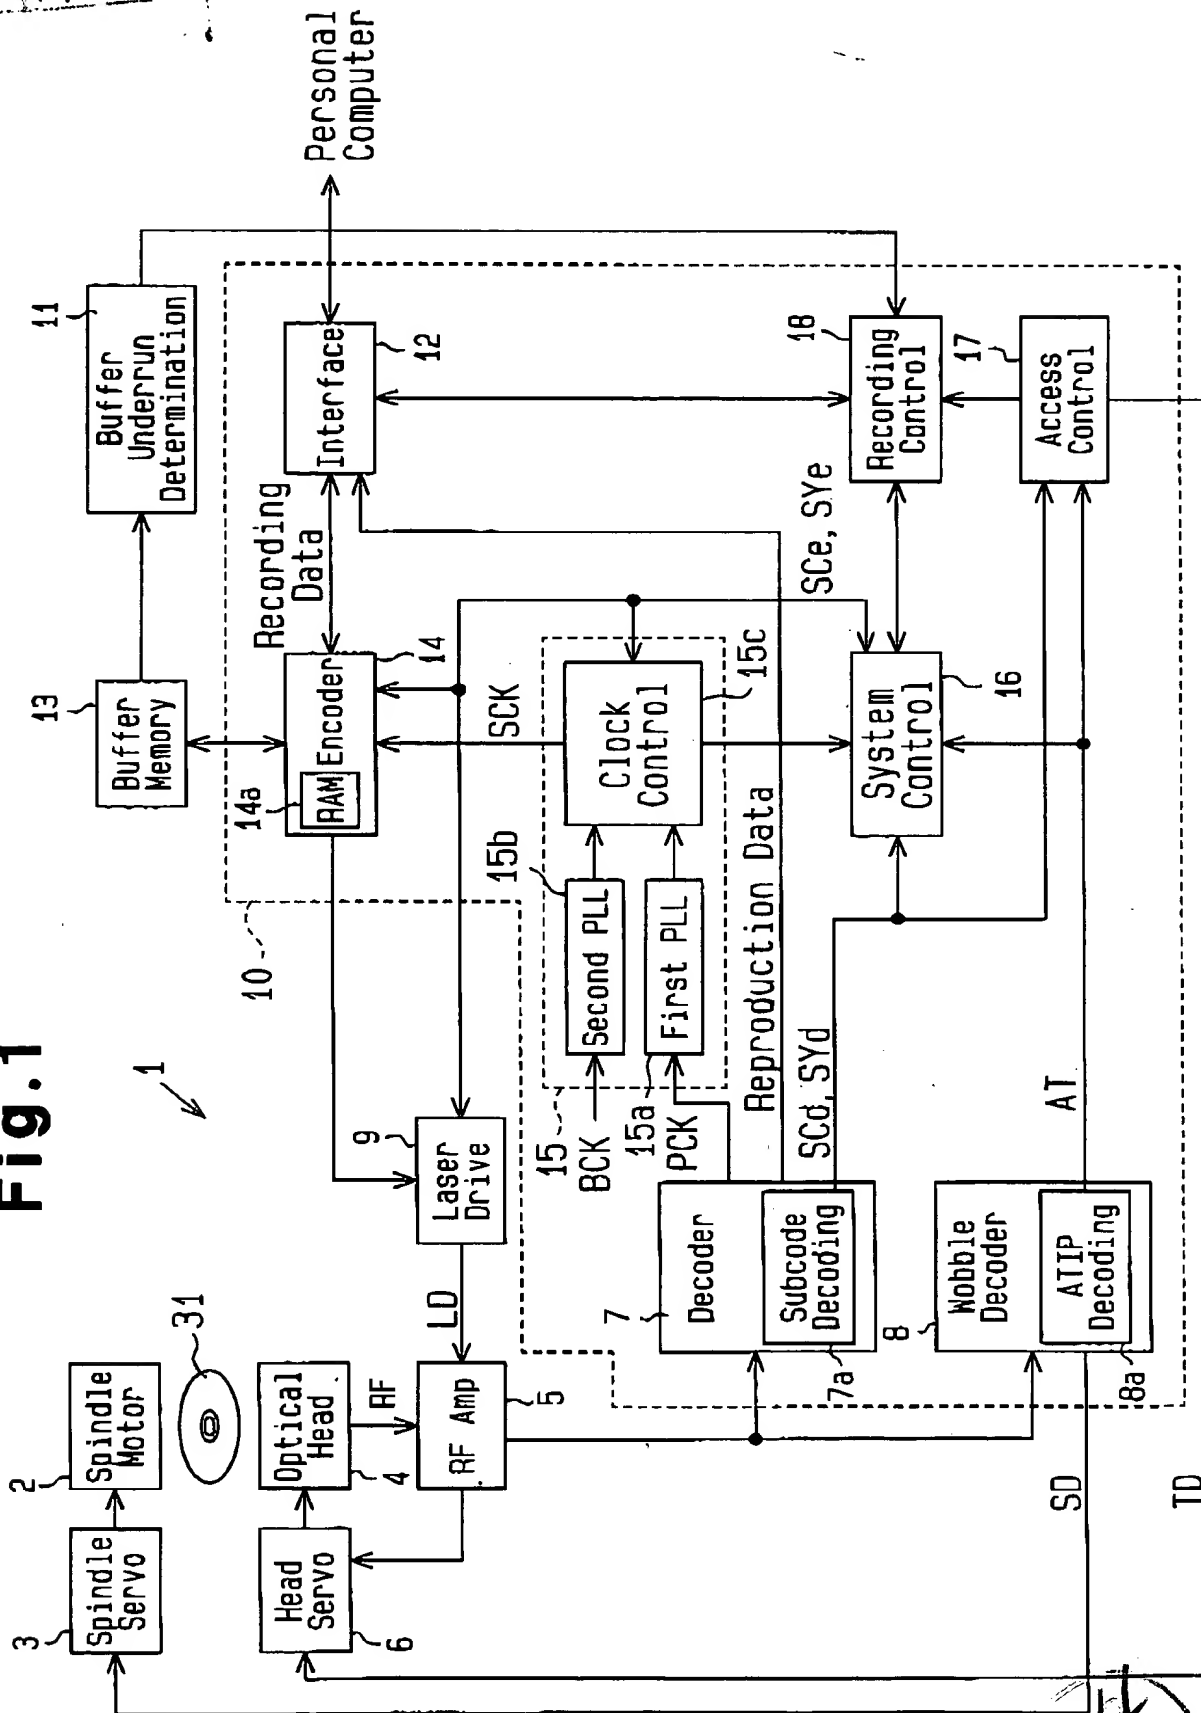 Fig.1
1
2
Spindle
Motor
3
Spindle
Servo
31
Optical
Head
4
RF
Head
Servo
6
RF Amp
5
LD
Laser
Drive
9
10
13
Buffer
Memory
11
Buffer
Underrun
Determination
Personal
Computer
14a
RAM
Encoder
14
Recording
Data
Interface
12
SCK
15b
Second PLL
BCK
15
15a
First PLL
PCK
Clock
Control
15c
Reproduction Data
7
Decoder
Subcode
Decoding
7a
SCd, SYd
8
Wobble
Decoder
ATIP
Decoding
8a
AT
System
Control
16
SCe, SYe
18
Recording
Control
17
Access
Control
SD
TD